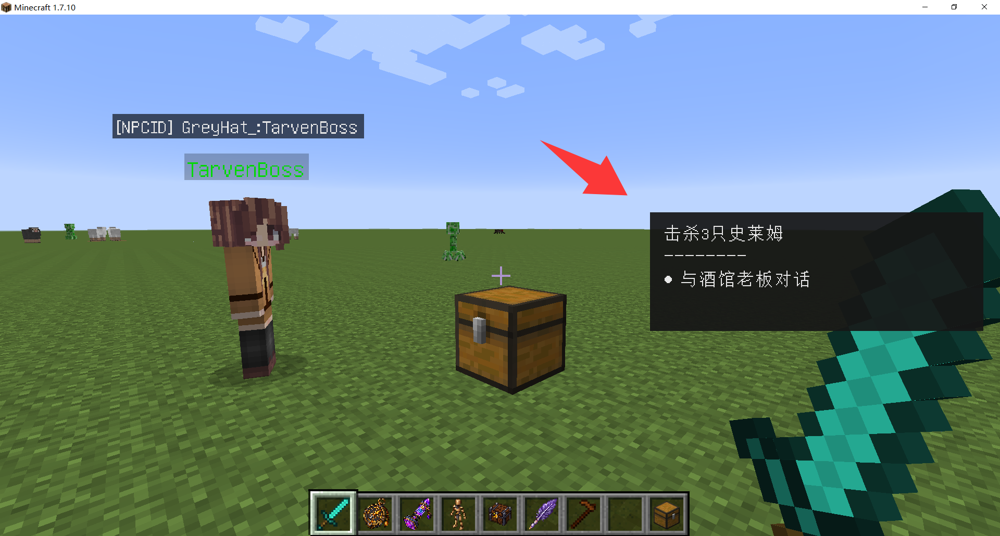 Minecraft 1.7.10
[NPCID] GreyHat_:TarvenBoss
TarvenBoss
击杀3只史莱姆
--------
● 与酒馆老板对话